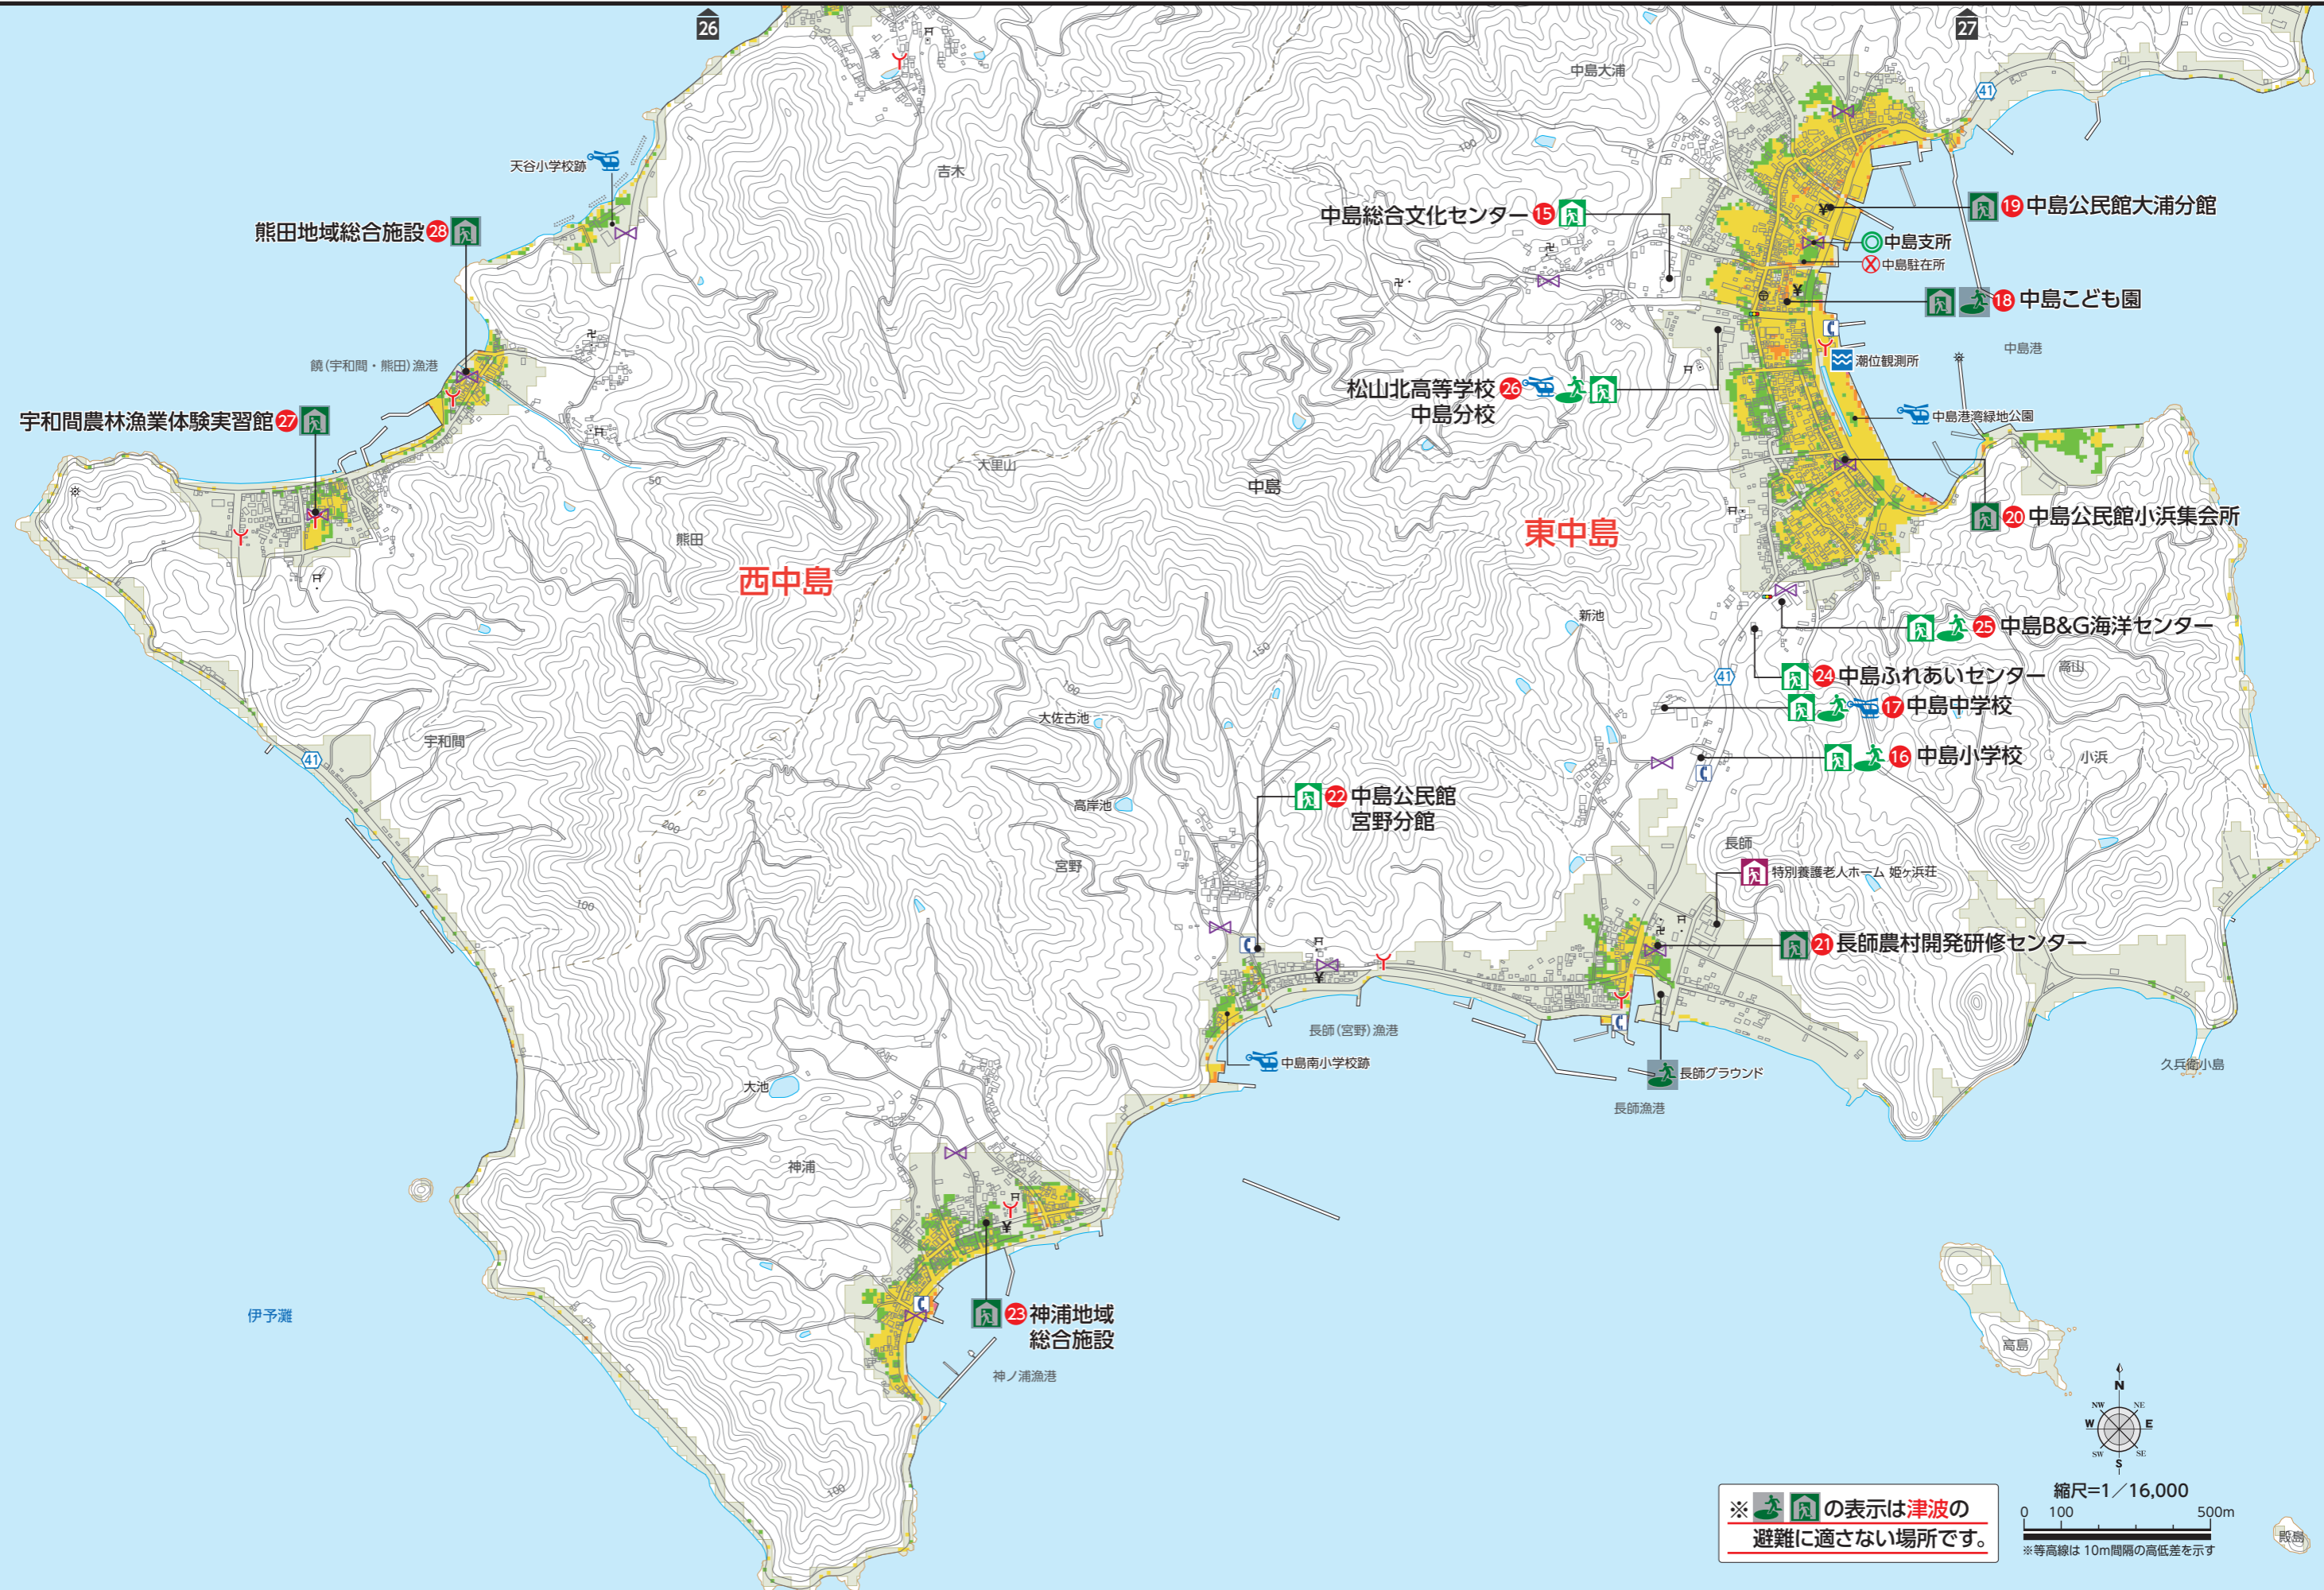 26
27
中島大浦
41
天谷小学校跡
吉木
100
熊田地域総合施設 28
中島総合文化センター 15
19 中島公民館大浦分館
中島支所
中島駐在所
18 中島こども園
饒(宇和間・熊田)漁港
中島港
潮位観測所
松山北高等学校 26
中島分校
中島港湾緑地公園
宇和間農林漁業体験実習館 27
大里山
50
中島
熊田
西中島
東中島
20 中島公民館小浜集会所
新池
25 中島B&G海洋センター
150
41
24 中島ふれあいセンター
17 中島中学校
100
大佐古池
宇和間
41
16 中島小学校
小浜
22 中島公民館
宮野分館
高岸池
200
宮野
長師
特別養護老人ホーム 姫ヶ浜荘
100
21 長師農村開発研修センター
長師(宮野)漁港
中島南小学校跡
大池
長師グラウンド
久兵衛小島
長師漁港
神浦
伊予灘
23 神浦地域
総合施設
神ノ浦漁港
高島
100
N
NW NE
W E
SW SE
S
縮尺=1／16,000
0 100 500m
※等高線は 10m間隔の高低差を示す
※ の表示は津波の
避難に適さない場所です。